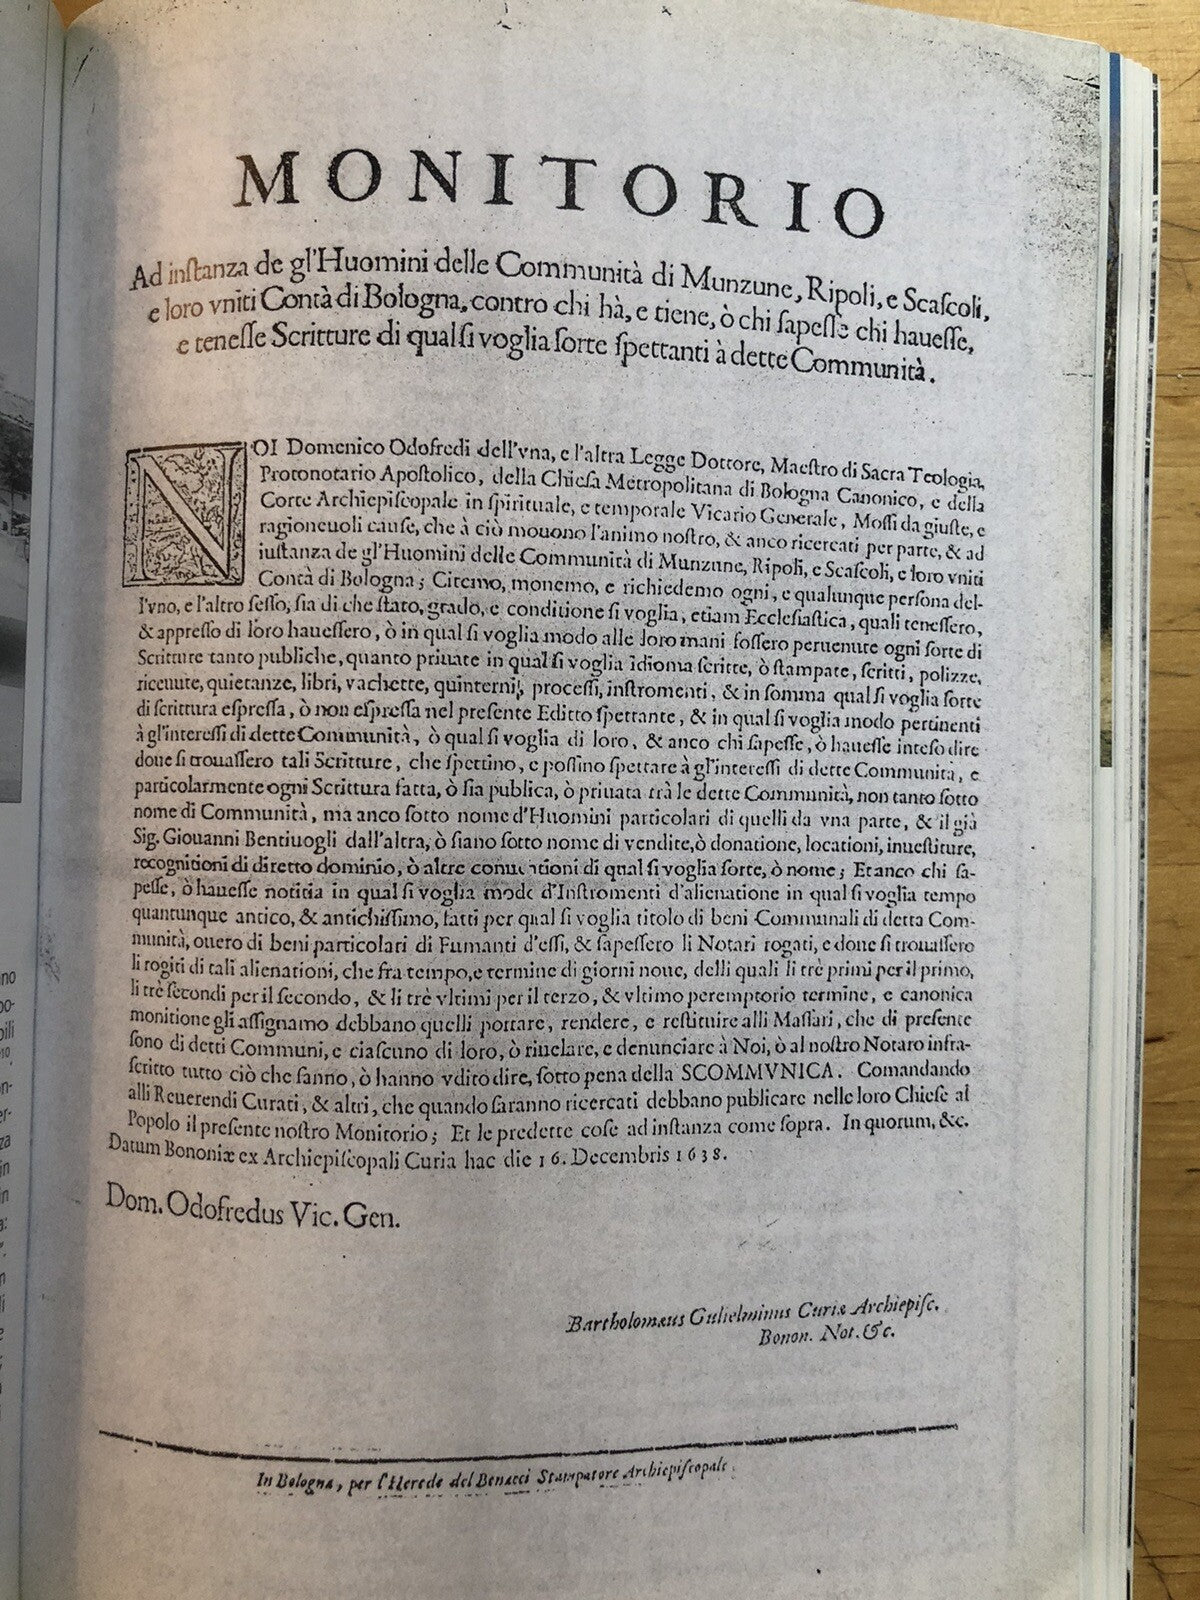 MONITORIO
Ad inſtanza de gl'Huomini delle Communità di Munzune, Ripoli, e Scaſcoli,
e loro vniti Contà di Bologna, contro chi hà, e tiene, ò chi ſapeſſe chi haueſſe,
e teneſſe Scritture di qual ſi voglia ſorte ſpettanti à dette Communità.
NOI Domenico Odofredi dell'vna, e l'altra Legge Dottore, Maeſtro di Sacra Teologia,
Protonotario Apoſtolico, della Chieſa Metropolitana di Bologna Canonico, e della
Corte Archiepiſcopale in ſpirituale, e temporale Vicario Generale, Moſſi da giuſte, e
ragioneuoli cauſe, che à ciò mouono l'animo noſtro, & anco ricercati per parte, & ad
iuſtanza de gl'Huomini delle Communità di Munzune, Ripoli, e Scaſcoli, e loro vniti
Contà di Bologna; Citemo, monemo, e richiedemo ogni, e qualunque perſona del-
l'vno, e l'altro ſeſſo, ſia di che ſtato, grado, e conditione ſi voglia, etiam Eccleſiaſtica, quali teneſſero,
& appreſſo di loro haueſſero, ò in qual ſi voglia modo alle loro mani foſſero peruenute ogni ſorte di
Scritture tanto publiche, quanto priuate in qual ſi voglia idioma ſcritte, ò ſtampate, ſcritti, polizze,
riceuute, quietanze, libri, vachette, quinterni, proceſſi, inſtromenti, & in ſomma qual ſi voglia ſorte
di ſcrittura eſpreſſa, ò non eſpreſſa nel preſente Editto ſpettante, & in qual ſi voglia modo pertinenti
à gl'intereſſi di dette Communità, ò qual ſi voglia di loro, & anco chi ſapeſſe, ò haueſſe inteſo dire
doue ſi trouaſſero tali Scritture, che ſpettino, e poſſino ſpettare à gl'intereſſi di dette Communità, e
particolarmente ogni Scrittura fatta, ò ſia publica, ò priuata trà le dette Communità, non tanto ſotto
nome di Communità, ma anco ſotto nome d'Huomini particolari di quelli da vna parte, & il già
Sig. Giouanni Bentiuogli dall'altra, ò ſiano ſotto nome di vendite, ò donatione, locationi, inueſtiture,
recognitioni di diretto dominio, ò altre conuentioni di qual ſi voglia ſorte, ò nome; Et anco chi ſa-
peſſe, ò haueſſe notitia in qual ſi voglia modo d'Inſtromenti d'alienatione in qual ſi voglia tempo
quantunque antico, & antichiſſimo, fatti per qual ſi voglia titolo di beni Communali di detta Com-
munità, ouero di beni particolari di Fumanti d'eſſi, & ſapeſſero li Notari rogati, e doue ſi trouaſſero
li rogiti di tali alienationi, che fra tempo, e termine di giorni noue, delli quali li trè primi per il primo,
li trè ſecondi per il ſecondo, & li trè vltimi per il terzo, & vltimo peremptorio termine, e canonica
monitione gli aſſignamo debbano quelli portare, rendere, e reſtituire alli Maſſari, che di preſente
ſono di detti Communi, e ciaſcuno di loro, ò riuelare, e denunciare à Noi, ò al noſtro Notaro infra-
ſcritto tutto ciò che ſanno, ò hanno vdito dire, ſotto pena della SCOMMVNICA. Comandando
alli Reuerendi Curati, & altri, che quando ſaranno ricercati debbano publicare nelle loro Chieſe al
Popolo il preſente noſtro Monitorio; Et le predette coſe ad inſtanza come ſopra. In quorum, &c.
Datum Bononiæ ex Archiepiſcopali Curia hac die 16. Decembris 1638.
Dom. Odofredus Vic. Gen.
Bartholomæus Gulielminus Curiæ Archiepiſc.
Bonon. Not. &c.
In Bologna, per l'Herede del Benacci Stampatore Archiepiſcopale.